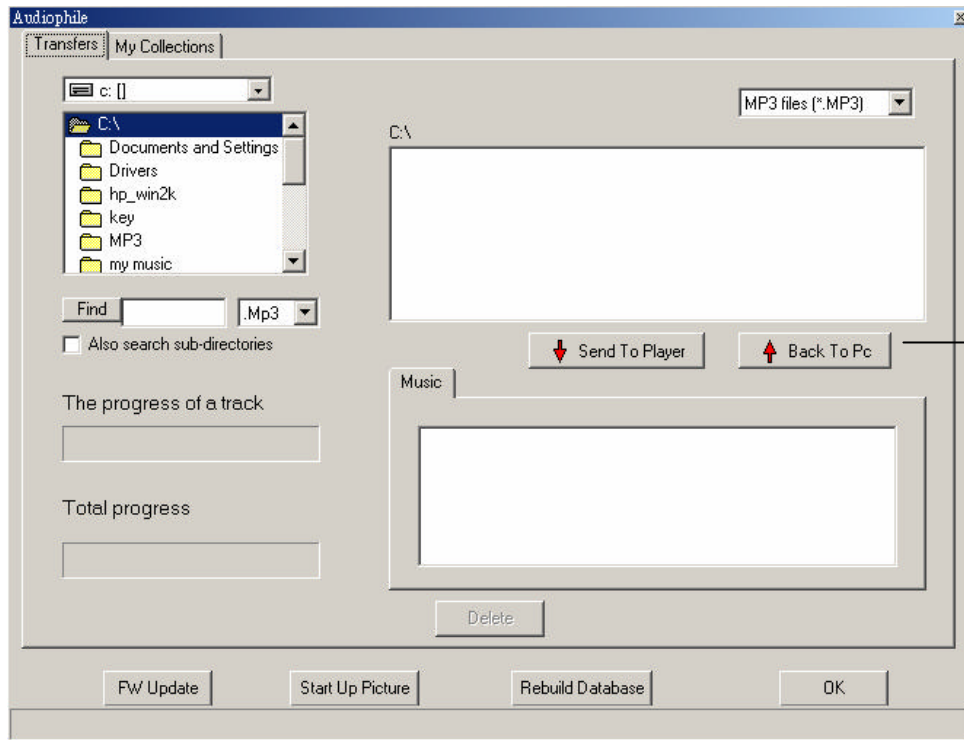 Audiophile
Transfers
My Collections
c: []
MP3 files (*.MP3)
C:\
Documents and Settings
Drivers
hp_win2k
key
MP3
my music
C:\
Find
.Mp3
Also search sub-directories
Send To Player
Back To Pc
Music
The progress of a track
Total progress
Delete
FW Update
Start Up Picture
Rebuild Database
OK